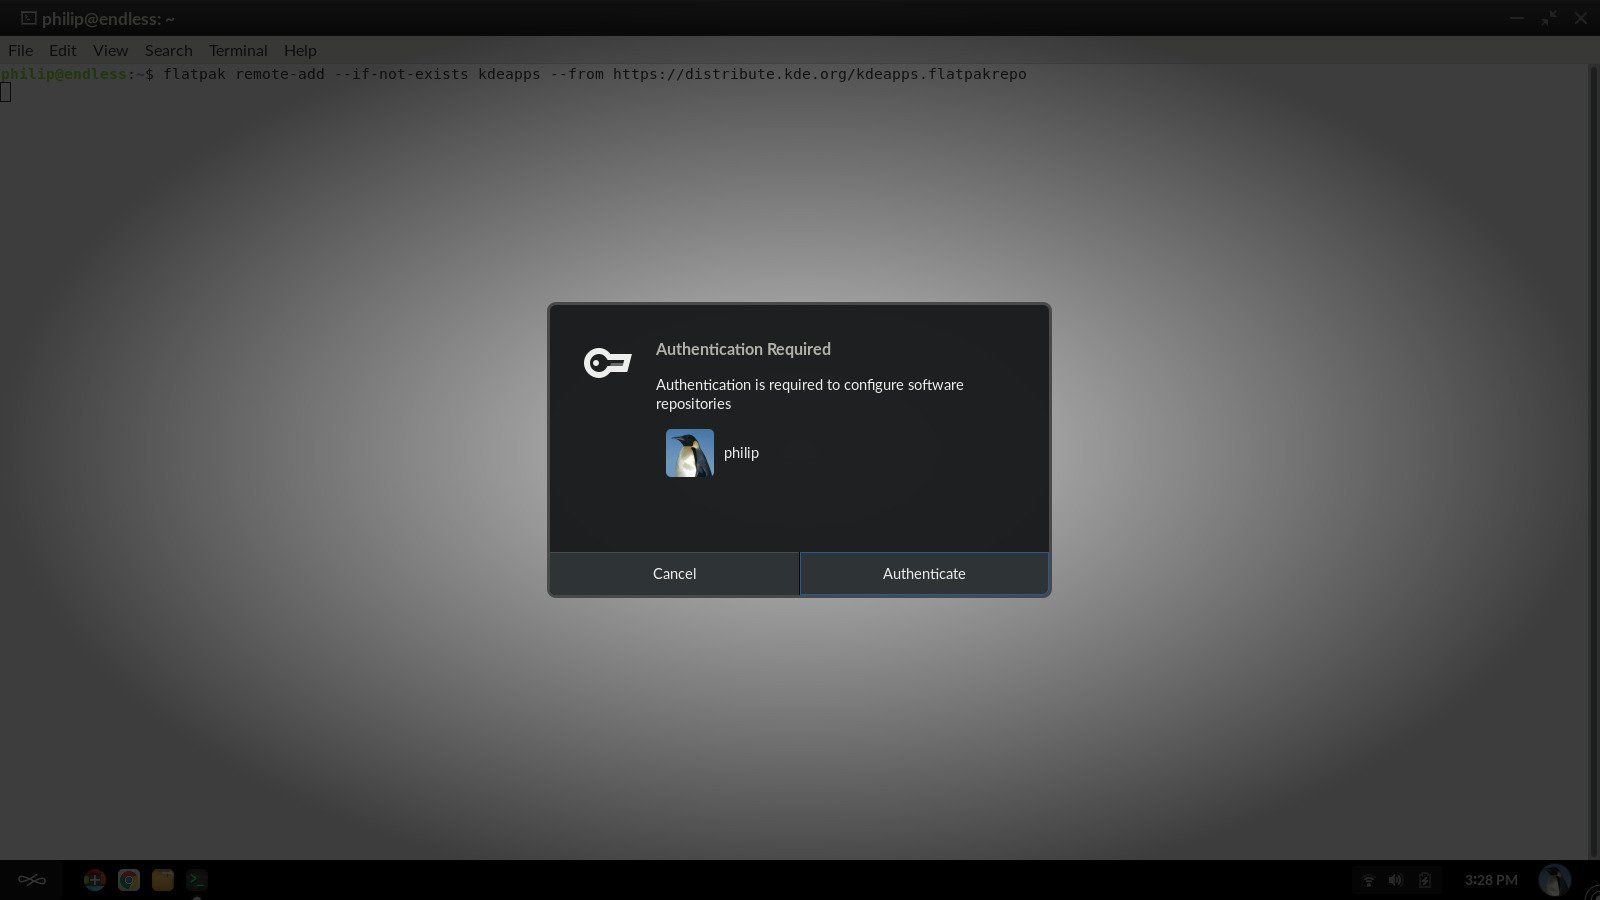 philip@endless: ~
File Edit View Search Terminal Help
philip@endless:~$ flatpak remote-add --if-not-exists kdeapps --from https://distribute.kde.org/kdeapps.flatpakrepo
Authentication Required
Authentication is required to configure software
repositories
philip
Cancel Authenticate
3:28 PM